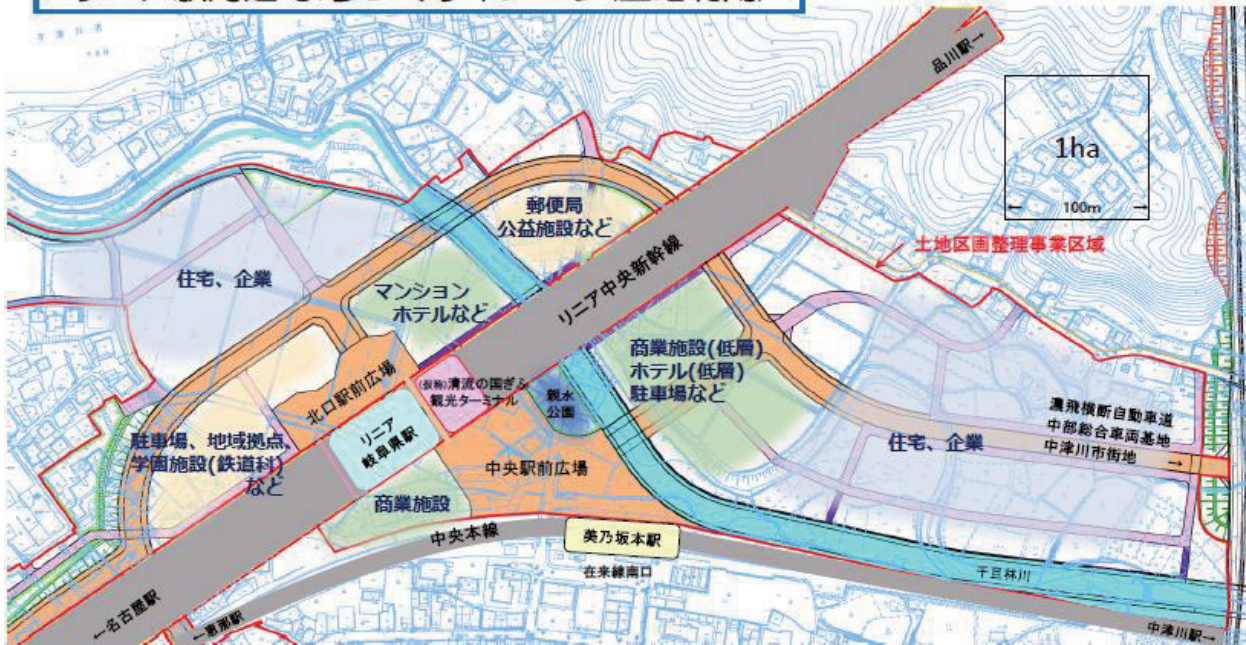 品川駅→
1ha
← 100m →
土地区画整理事業区域
郵便局
公益施設など
リニア中央新幹線
住宅、企業
マンション
ホテルなど
商業施設(低層)
ホテル(低層)
駐車場など
北口駅前広場
(仮称)清流の国ぎふ
観光ターミナル
親水
公園
リニア
岐阜県駅
濃飛横断自動車道
中部総合車両基地
中津川市街地 →
住宅、企業
駐車場、地域拠点、
学園施設(鉄道科)
など
中央駅前広場
商業施設
中央本線
美乃坂本駅
在来線南口
千旦林川
←名古屋駅
←恵那駅
中津川駅→